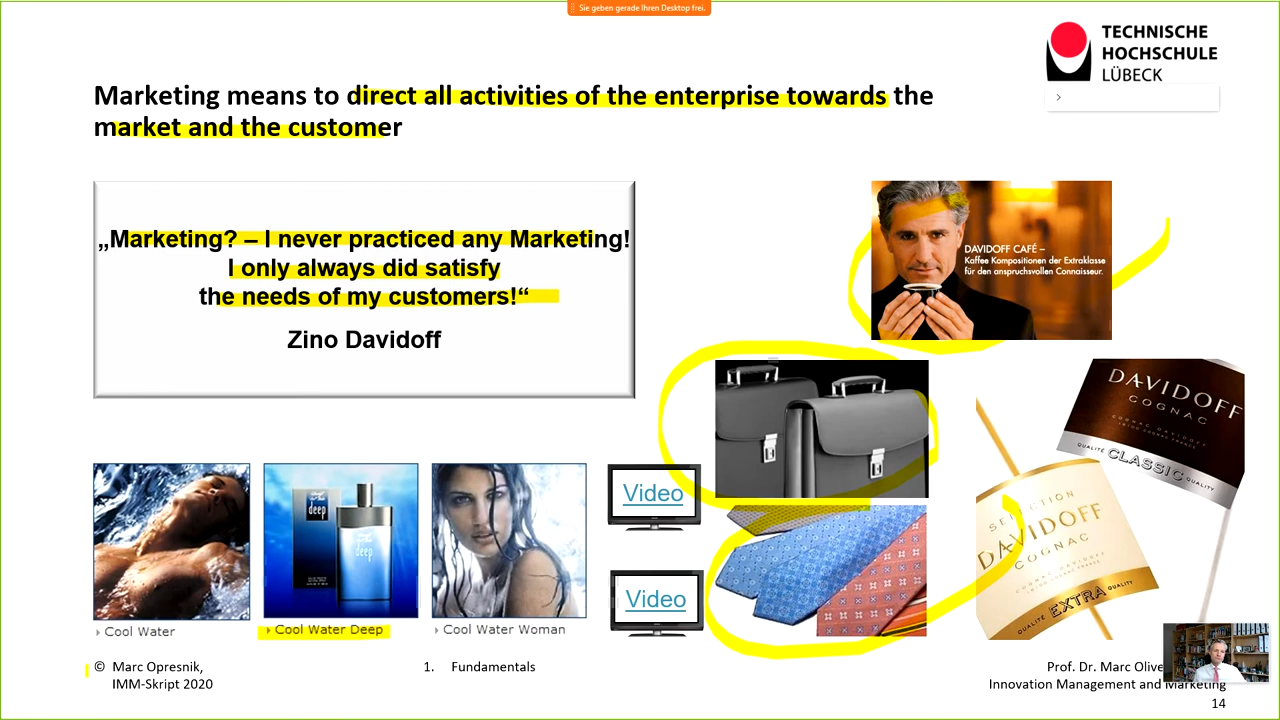 Sie geben gerade Ihren Desktop frei.
TECHNISCHE
HOCHSCHULE
LÜBECK
Marketing means to direct all activities of the enterprise towards the
market and the customer
„Marketing? – I never practiced any Marketing!
I only always did satisfy
the needs of my customers!“
Zino Davidoff
DAVIDOFF CAFÉ –
Kaffee Kompositionen der Extraklasse
für den anspruchsvollen Connaisseur.
DAVIDOFF
COGNAC
QUALITÉ CLASSIC QUALITY
SELECTION
DAVIDOFF
COGNAC
QUALITÉ EXTRA QUALITY
deep
deep
Video
Video
Cool Water
Cool Water Deep
Cool Water Woman
© Marc Opresnik,
IMM-Skript 2020
1. Fundamentals
Prof. Dr. Marc
Innovation Management and Marketing
14